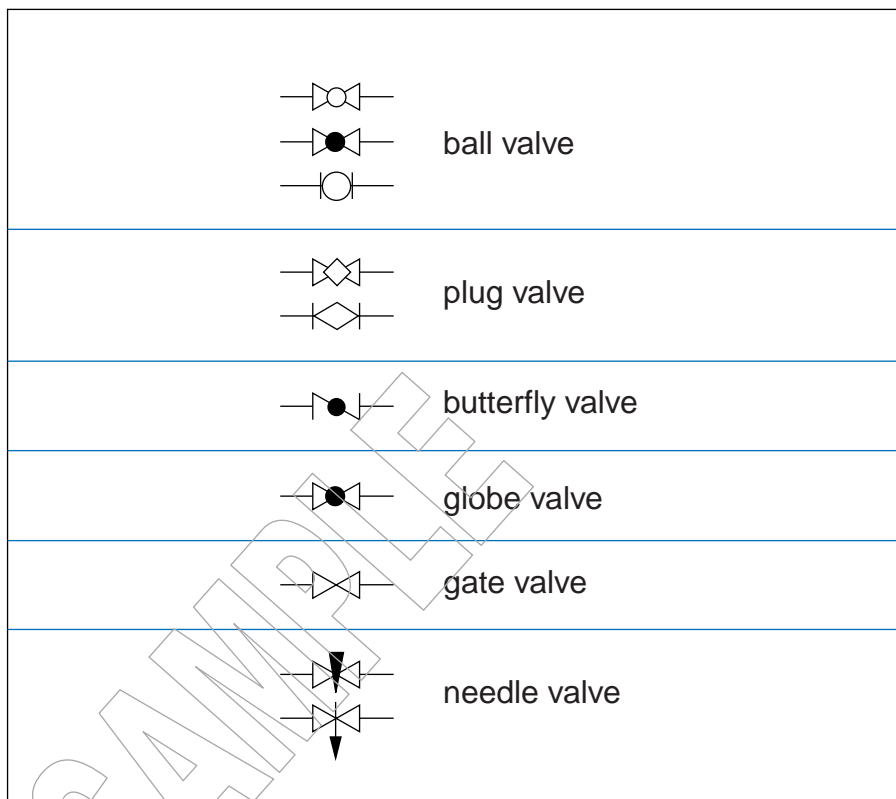 ball valve
plug valve
butterfly valve
globe valve
gate valve
needle valve
SAMPLE